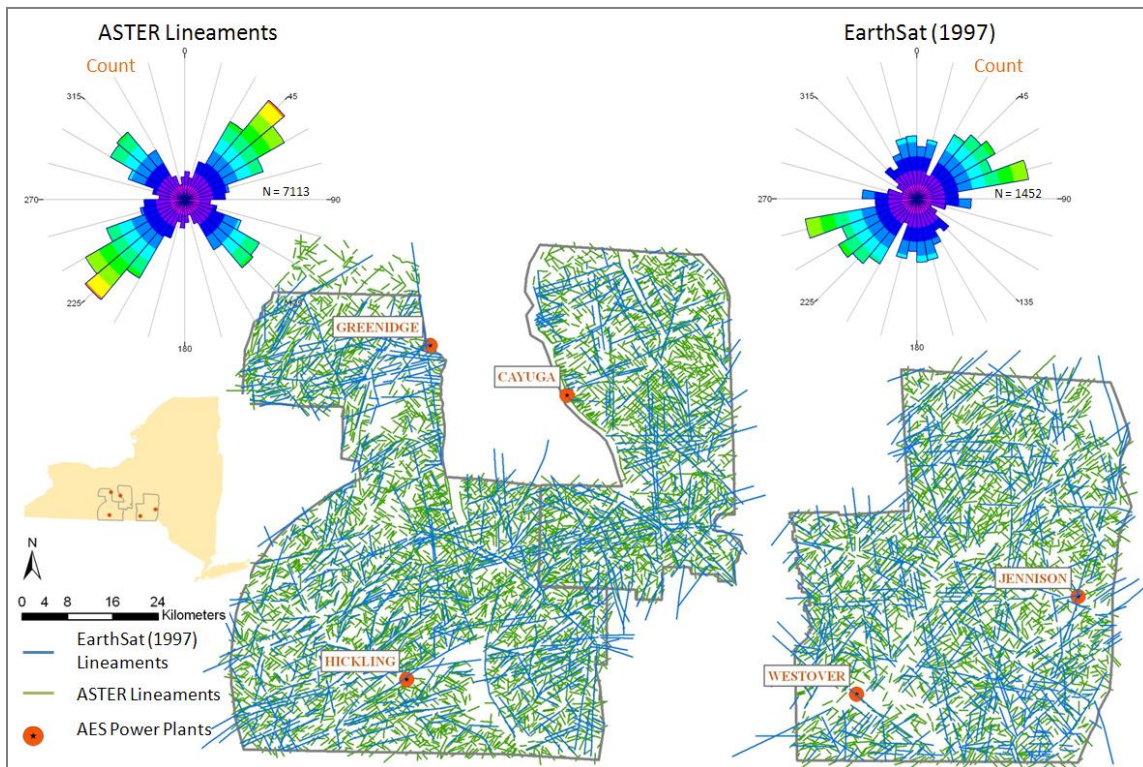 ASTER Lineaments
Count
0
45
315
N = 7113
270
90
225
180
EarthSat (1997)
Count
0
45
315
N = 1452
270
90
225
135
180
GREENIDGE
CAYUGA
JENNISON
HICKLING
WESTOVER
N
0 4 8 16 24
Kilometers
EarthSat (1997)
Lineaments
ASTER Lineaments
AES Power Plants